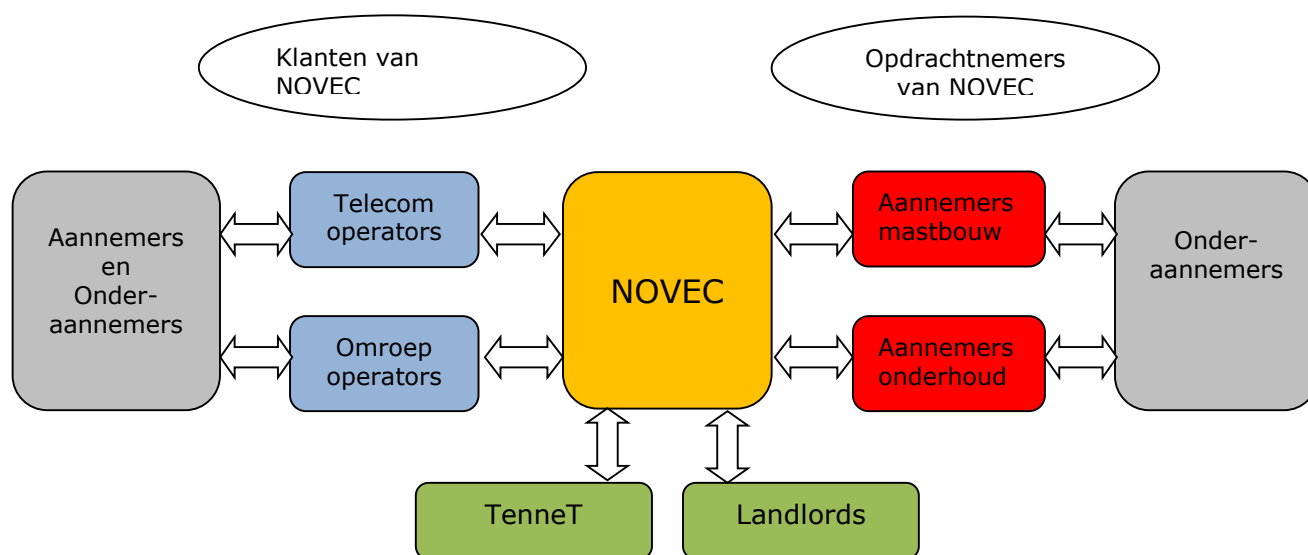 Klanten van
NOVEC
Opdrachtnemers
van NOVEC
Aannemers
en
Onder-
aannemers
Telecom
operators
Omroep
operators
NOVEC
Aannemers
mastbouw
Aannemers
onderhoud
Onder-
aannemers
TenneT
Landlords